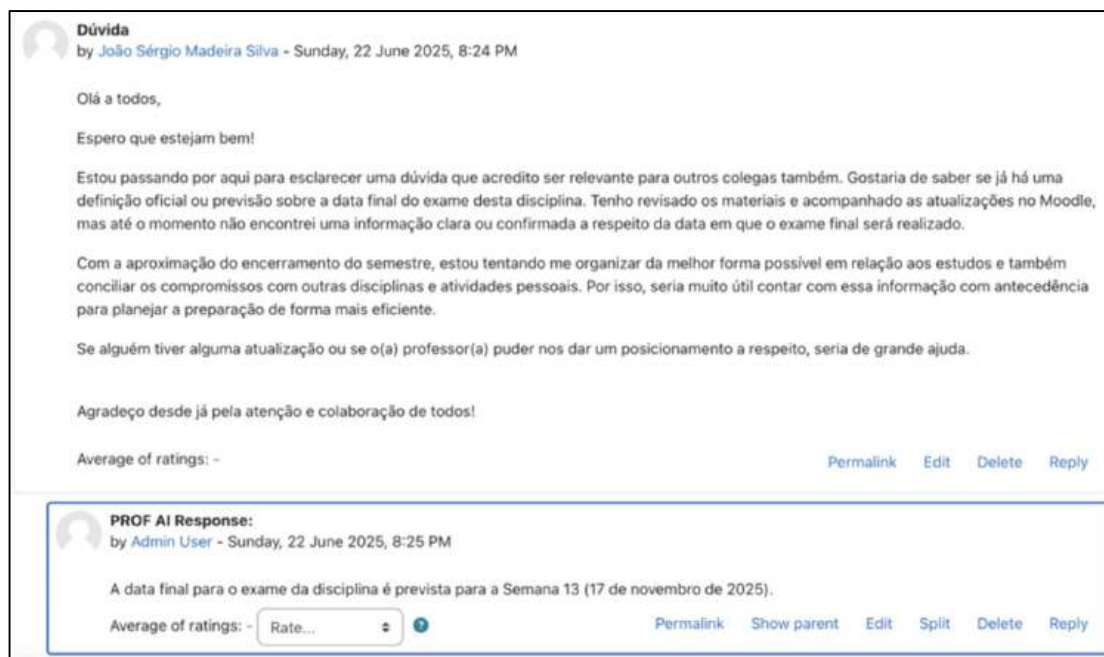 Dúvida
by João Sérgio Madeira Silva - Sunday, 22 June 2025, 8:24 PM
Olá a todos,
Espero que estejam bem!
Estou passando por aqui para esclarecer uma dúvida que acredito ser relevante para outros colegas também. Gostaria de saber se já há uma
definição oficial ou previsão sobre a data final do exame desta disciplina. Tenho revisado os materiais e acompanhado as atualizações no Moodle,
mas até o momento não encontrei uma informação clara ou confirmada a respeito da data em que o exame final será realizado.
Com a aproximação do encerramento do semestre, estou tentando me organizar da melhor forma possível em relação aos estudos e também
conciliar os compromissos com outras disciplinas e atividades pessoais. Por isso, seria muito útil contar com essa informação com antecedência
para planejar a preparação de forma mais eficiente.
Se alguém tiver alguma atualização ou se o(a) professor(a) puder nos dar um posicionamento a respeito, seria de grande ajuda.
Agradeço desde já pela atenção e colaboração de todos!
Average of ratings: - Permalink Edit Delete Reply
PROF AI Response:
by Admin User - Sunday, 22 June 2025, 8:25 PM
A data final para o exame da disciplina é prevista para a Semana 13 (17 de novembro de 2025).
Average of ratings: - Rate... ? Permalink Show parent Edit Split Delete Reply